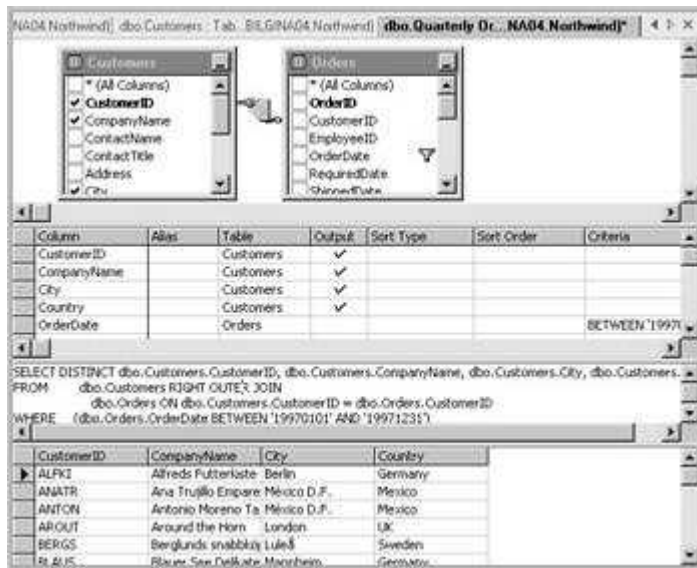 NA04.Northwind)] dbo.Customers : Tab...BILGINA04.Northwind) dbo.Quarterly Or...NA04.Northwind)*
Customers
* (All Columns)
CustomerID
CompanyName
ContactName
ContactTitle
Address
City
Orders
* (All Columns)
OrderID
CustomerID
EmployeeID
OrderDate
RequiredDate
ShippedDate
Column Alias Table Output Sort Type Sort Order Criteria
CustomerID Customers
CompanyName Customers
City Customers
Country Customers
OrderDate Orders BETWEEN '1997(
SELECT DISTINCT dbo.Customers.CustomerID, dbo.Customers.CompanyName, dbo.Customers.City, dbo.Customers.
FROM dbo.Customers RIGHT OUTER JOIN
dbo.Orders ON dbo.Customers.CustomerID = dbo.Orders.CustomerID
WHERE (dbo.Orders.OrderDate BETWEEN '19970101' AND '19971231')
CustomerID CompanyName City Country
ALFKI Alfreds Futterkiste Berlin Germany
ANATR Ana Trujillo Empare México D.F. Mexico
ANTON Antonio Moreno Ta México D.F. Mexico
AROUT Around the Horn London UK
BERGS Berglunds snabbköp Luleå Sweden
BLAUS Blauer See Delikate Mannheim Germany